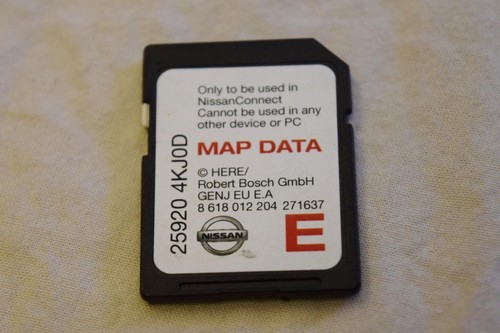 Only to be used in
NissanConnect
Cannot be used in any
other device or PC
MAP DATA
© HERE/
Robert Bosch GmbH
GENJ EU E.A
8 618 012 204 271637
NISSAN
E
25920 4KJ0D